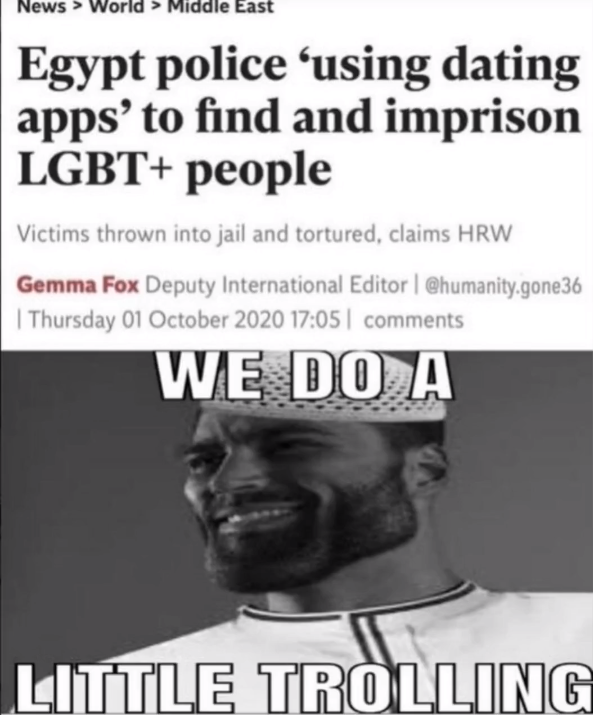 News > World > Middle East
Egypt police ‘using dating
apps’ to find and imprison
LGBT+ people
Victims thrown into jail and tortured, claims HRW
Gemma Fox Deputy International Editor | @humanity.gone36
| Thursday 01 October 2020 17:05 | comments
WE DO A
LITTLE TROLLING